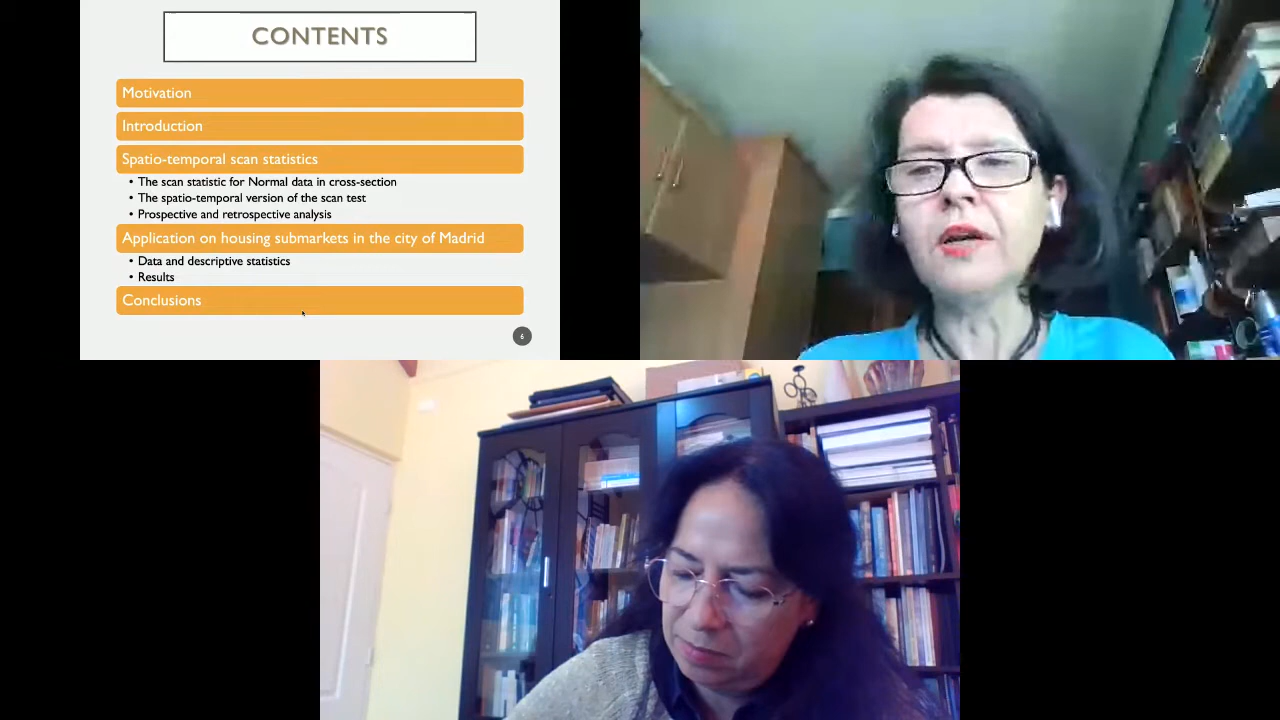 CONTENTS
Motivation
Introduction
Spatio-temporal scan statistics
• The scan statistic for Normal data in cross-section
• The spatio-temporal version of the scan test
• Prospective and retrospective analysis
Application on housing submarkets in the city of Madrid
• Data and descriptive statistics
• Results
Conclusions
6